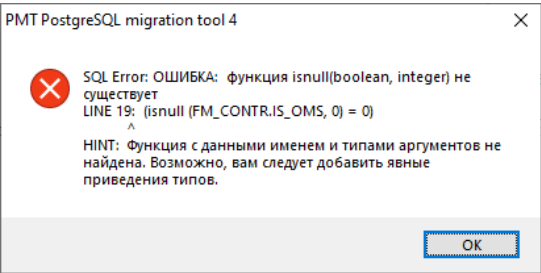 PMT PostgreSQL migration tool 4
SQL Error: ОШИБКА:  функция isnull(boolean, integer) не
существует
LINE 19:  (isnull (FM_CONTR.IS_OMS, 0) = 0)
^
HINT:  Функция с данными именем и типами аргументов не
найдена. Возможно, вам следует добавить явные
приведения типов.
OK